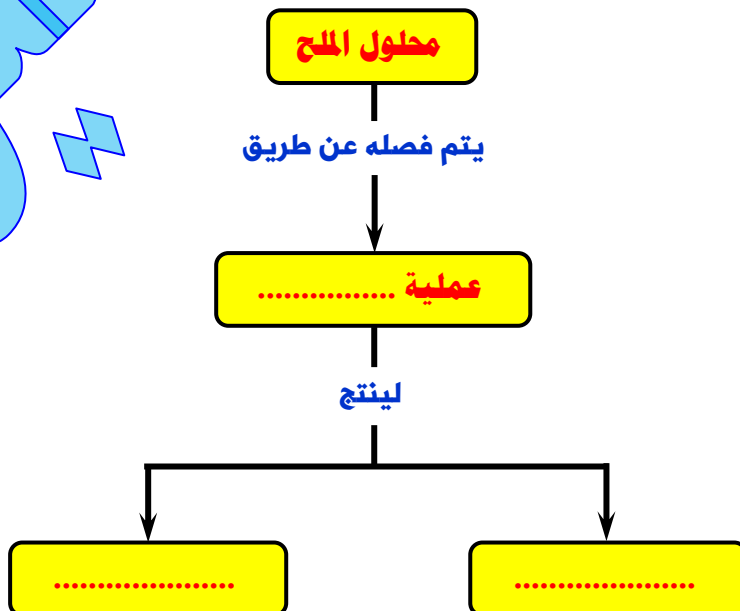 محلول الملح
يتم فصله عن طريق
عملية ................
لينتج
.....................
.....................